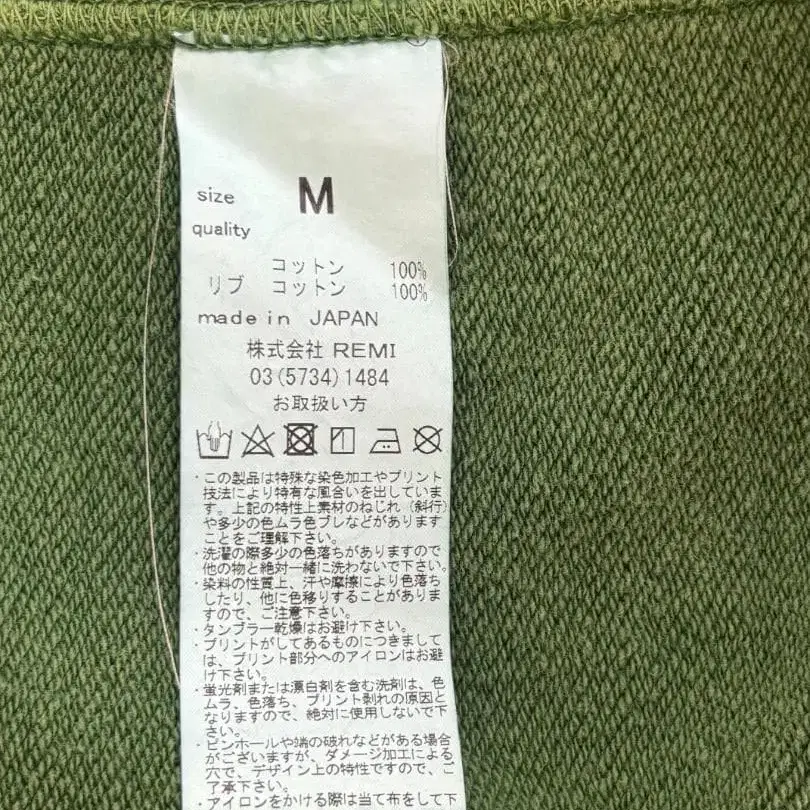 size M
quality
コットン 100%
リブ コットン 100%
made in JAPAN
株式会社 REMI
03(5734)1484
お取扱い方
・この製品は特殊な染色加工やプリント
技法により特有な風合いを出していま
す。上記の特性上素材のねじれ（斜行）
や多少の色ムラ色ブレなどがあります
ことをご理解下さい。
・洗濯の際多少の色落ちがありますので
他の物と絶対一緒に洗わないで下さい。
・染料の性質上、汗や摩擦により色落ち
したり、他に色移りすることがありま
すので、ご注意下さい。
・タンブラー乾燥はお避け下さい。
・プリントがしてあるものにつきまして
は、プリント部分へのアイロンはお避
け下さい。
・蛍光剤または漂白剤を含む洗剤は、色
ムラ、色落ち、プリント剥れの原因と
なりますので、絶対に使用しないで下
さい。
・ピンホールや端の破れなどがある場合
がございますが、ダメージ加工による
穴で、デザイン上の特性ですので、ご
了承下さい。
・アイロンをかける際は当て布をして下